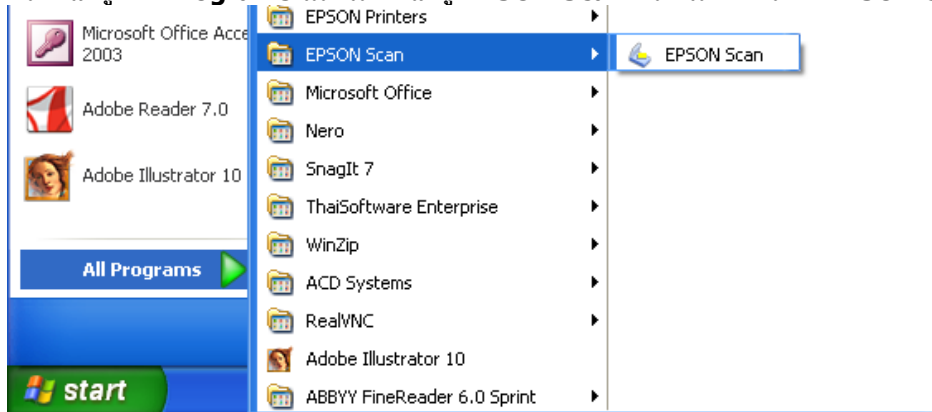 EPSON Printers
Microsoft Office Acce
2003
EPSON Scan
EPSON Scan
Microsoft Office
Adobe Reader 7.0
Nero
SnagIt 7
Adobe Illustrator 10
ThaiSoftware Enterprise
WinZip
All Programs
ACD Systems
RealVNC
Adobe Illustrator 10
start
ABBYY FineReader 6.0 Sprint